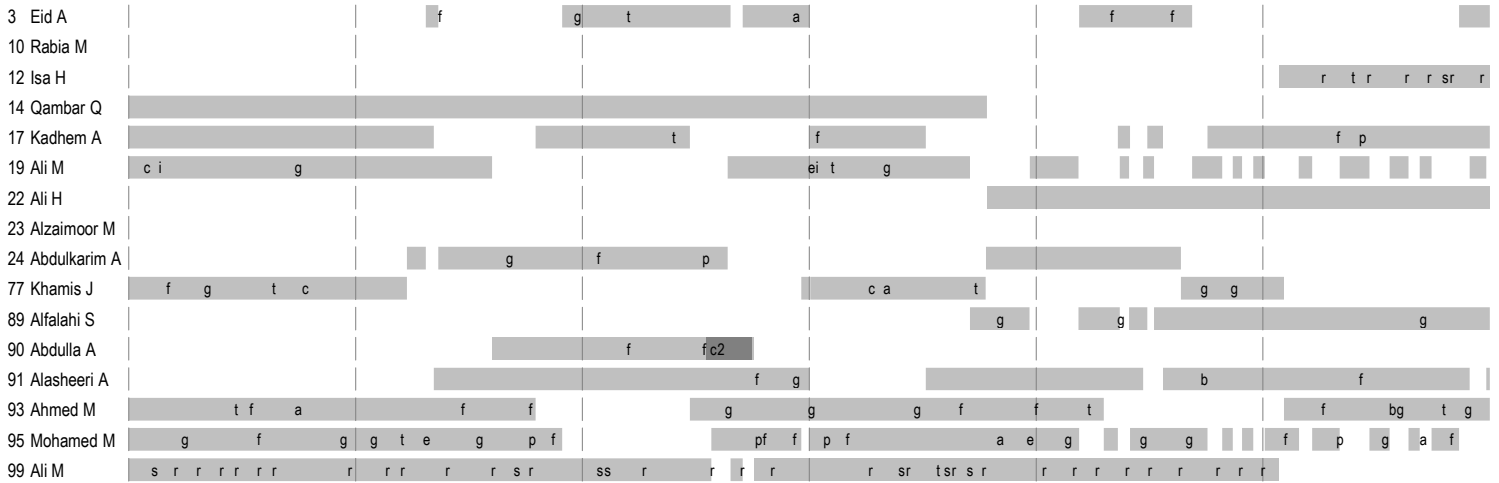 3 Eid A f g t a f f
10 Rabia M
12 Isa H r t r r r sr r
14 Qambar Q
17 Kadhem A t f f p
19 Ali M c i g ei t g
22 Ali H
23 Alzaimoor M
24 Abdulkarim A g f p
77 Khamis J f g t c c a t g g
89 Alfalahi S g g g
90 Abdulla A f f c2
91 Alasheeri A f g b f
93 Ahmed M t f a f f g g g f f t f bg t g
95 Mohamed M g f g g t e g p f pf f p f a e g g g f p g a f
99 Ali M s r r r r r r r r r r r s r ss r r r r r sr t sr s r r r r r r r r r r